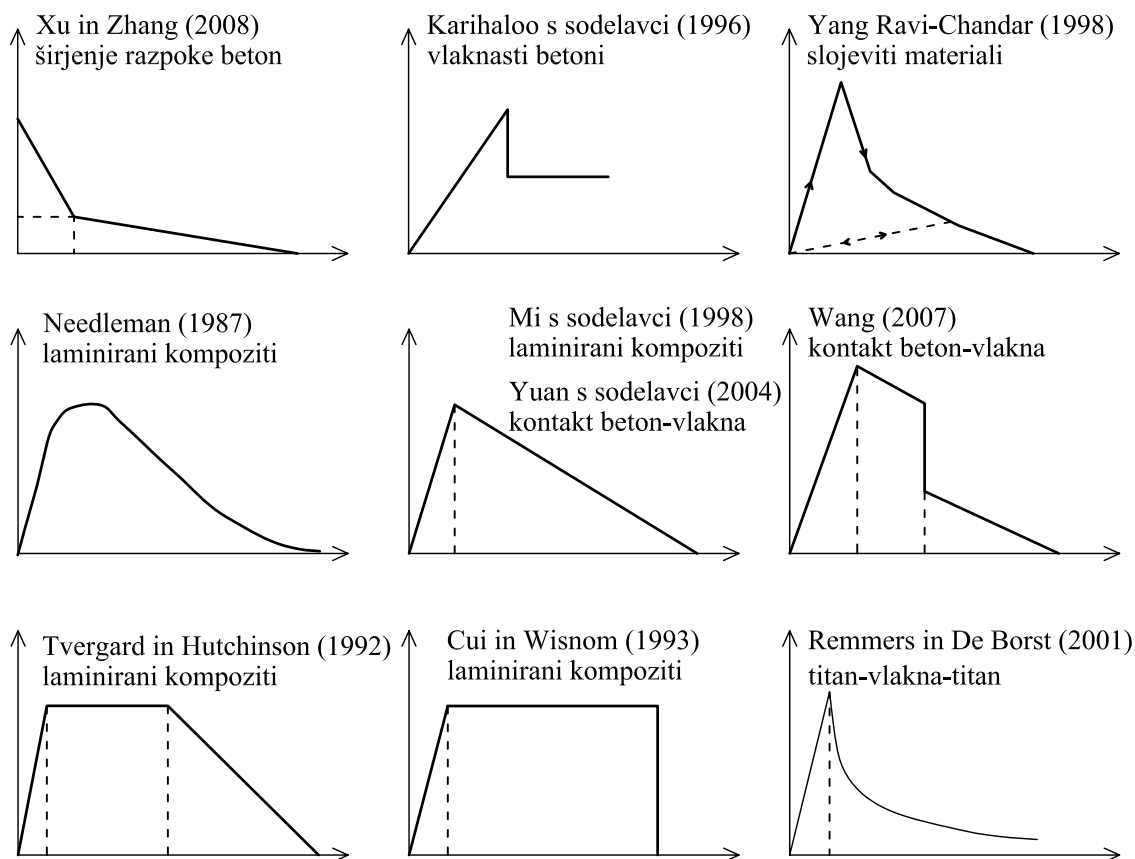 Xu in Zhang (2008)
širjenje razpoke beton
Karihaloo s sodelavci (1996)
vlaknasti betoni
Yang Ravi-Chandar (1998)
slojeviti materiali
Needleman (1987)
laminirani kompoziti
Mi s sodelavci (1998)
laminirani kompoziti
Yuan s sodelavci (2004)
kontakt beton-vlakna
Wang (2007)
kontakt beton-vlakna
Tvergard in Hutchinson (1992)
laminirani kompoziti
Cui in Wisnom (1993)
laminirani kompoziti
Remmers in De Borst (2001)
titan-vlakna-titan